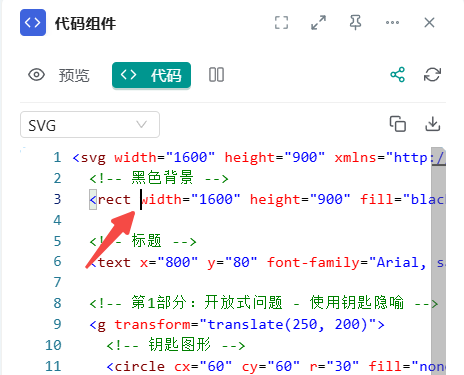 代码组件
预览
代码
SVG
1 <svg width="1600" height="900" xmlns="http:/
2 <!-- 黑色背景 -->
3 <rect width="1600" height="900" fill="blac
4
5 <!-- 标题 -->
6 <text x="800" y="80" font-family="Arial, sa
7
8 <!-- 第1部分: 开放式问题 - 使用钥匙隐喻 -->
9 <g transform="translate(250, 200)">
10 <!-- 钥匙图形 -->
11 <circle cx="60" cy="60" r="30" fill="none